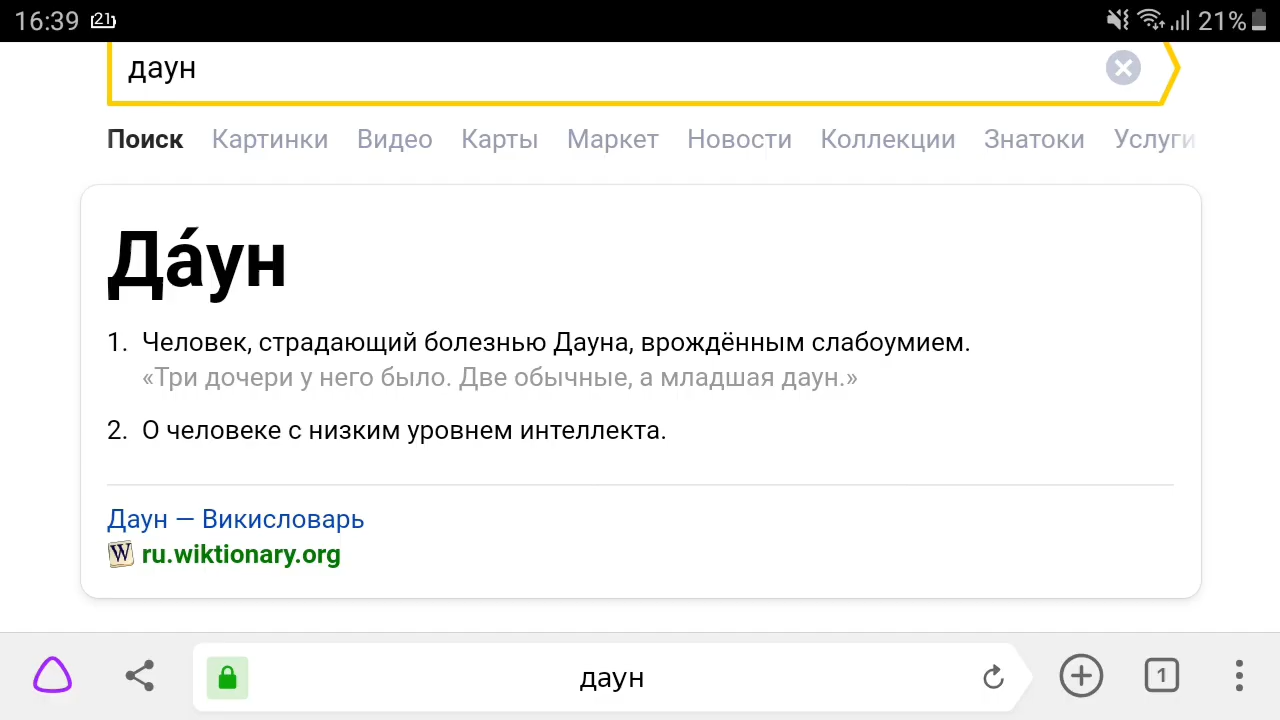 16:39 21 21%
даун
Поиск Картинки Видео Карты Маркет Новости Коллекции Знатоки Услуги
Да́ун
1. Человек, страдающий болезнью Дауна, врождённым слабоумием.
«Три дочери у него было. Две обычные, а младшая даун.»
2. О человеке с низким уровнем интеллекта.
Даун — Викисловарь
W ru.wiktionary.org
даун 1